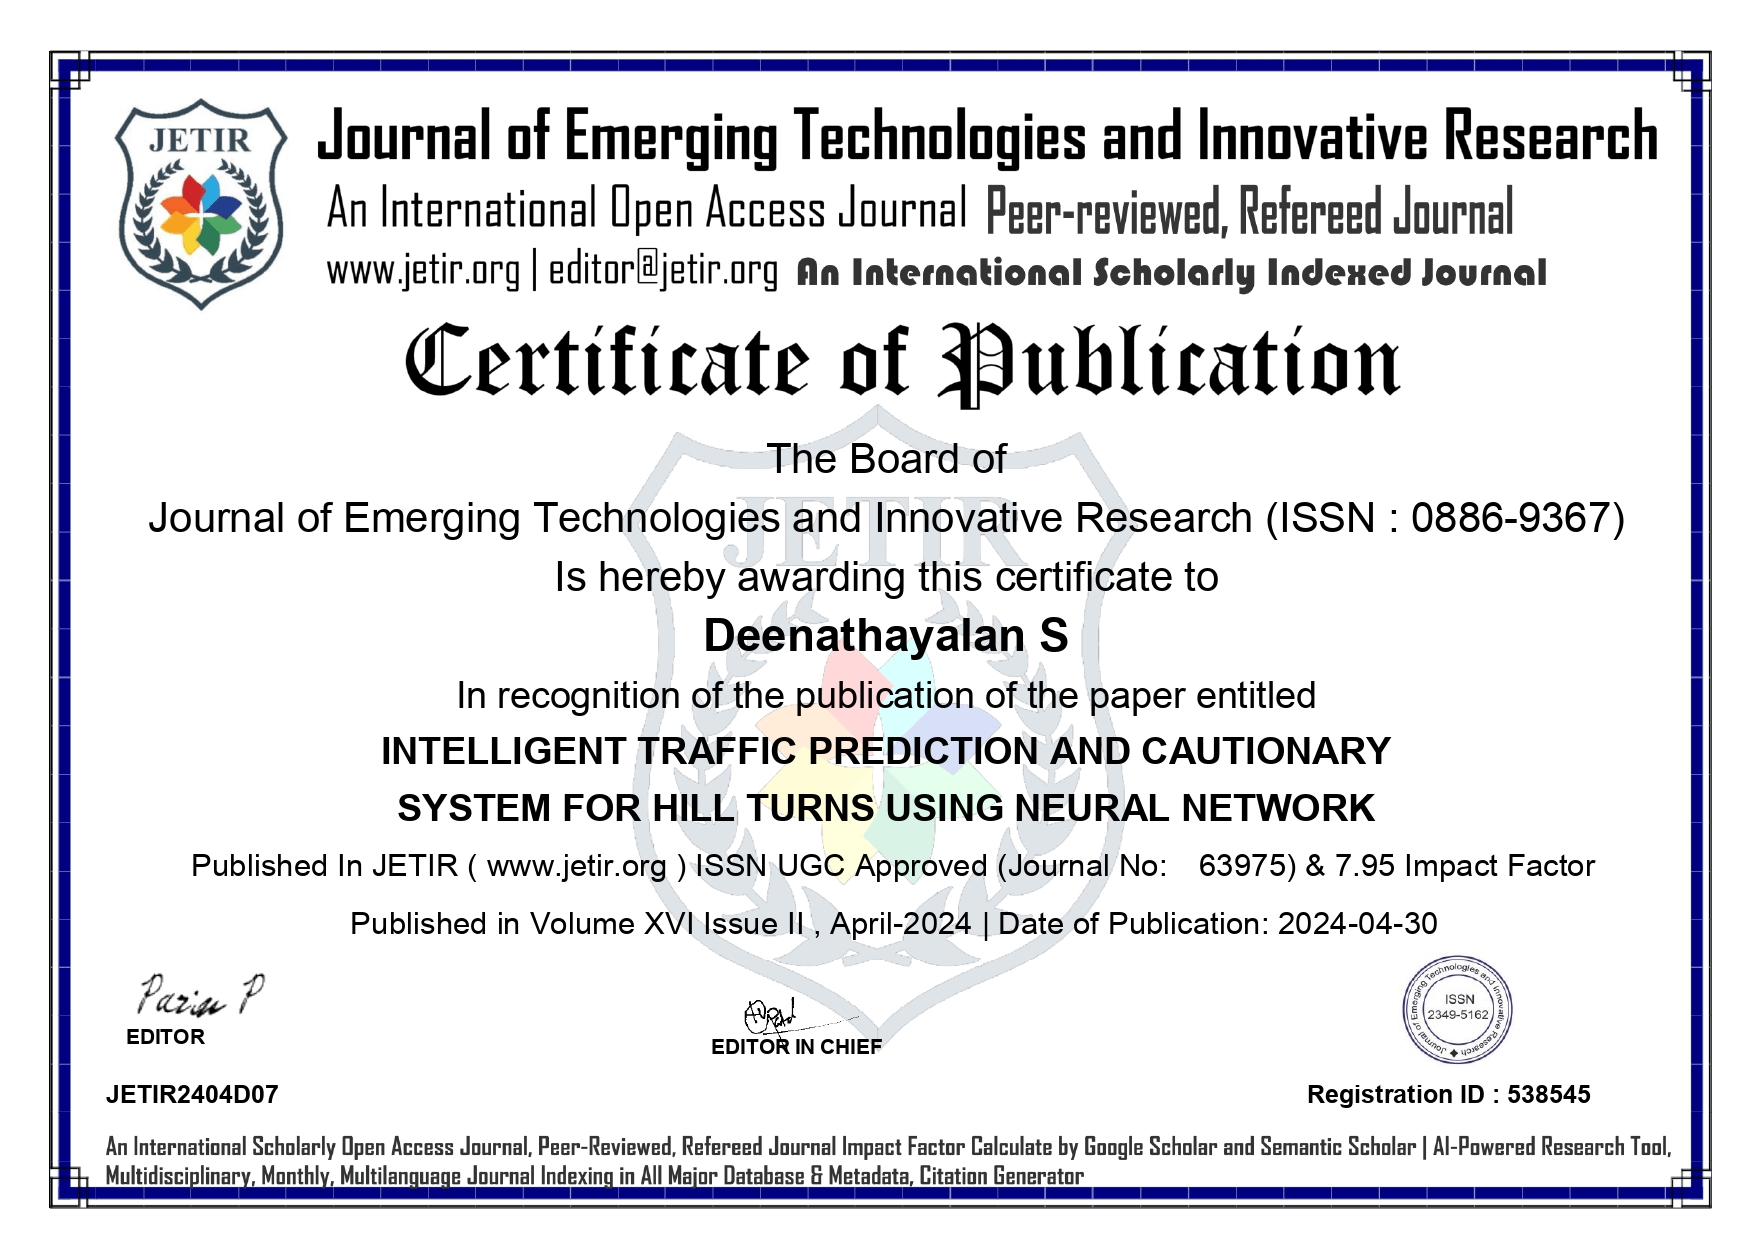 JETIR
Journal of Emerging Technologies and Innovative Research
An International Open Access Journal Peer-reviewed, Refereed Journal
www.jetir.org | editor@jetir.org An International Scholarly Indexed Journal
Certificate of Publication
JETIR
The Board of
Journal of Emerging Technologies and Innovative Research (ISSN : 0886-9367)
Is hereby awarding this certificate to
Deenathayalan S
In recognition of the publication of the paper entitled
INTELLIGENT TRAFFIC PREDICTION AND CAUTIONARY
SYSTEM FOR HILL TURNS USING NEURAL NETWORK
Published In JETIR ( www.jetir.org ) ISSN UGC Approved (Journal No: 63975) & 7.95 Impact Factor
Published in Volume XVI Issue II , April-2024 | Date of Publication: 2024-04-30
EDITOR
EDITOR IN CHIEF
Journal of Emerging Technologies and Innovative Research
ISSN
2349-5162
JETIR2404D07
Registration ID : 538545
An International Scholarly Open Access Journal, Peer-Reviewed, Refereed Journal Impact Factor Calculate by Google Scholar and Semantic Scholar | AI-Powered Research Tool,
Multidisciplinary, Monthly, Multilanguage Journal Indexing in All Major Database & Metadata, Citation Generator